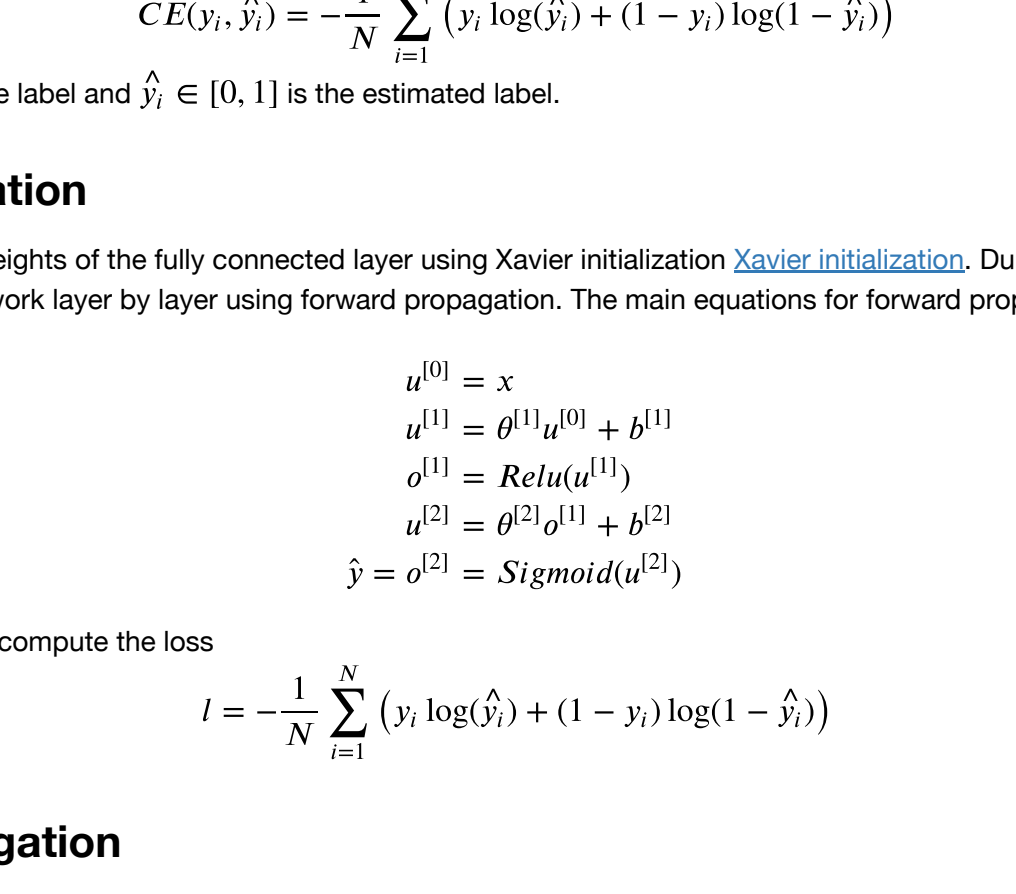 CE(y_i, ŷ_i) = −1/N ∑_{i=1} (y_i log(ŷ_i) + (1 − y_i) log(1 − ŷ_i))
e label and ŷ_i ∈ [0, 1] is the estimated label.
ation
eights of the fully connected layer using Xavier initialization Xavier initialization. Du
work layer by layer using forward propagation. The main equations for forward prop
u^{[0]} = x
u^{[1]} = θ^{[1]}u^{[0]} + b^{[1]}
o^{[1]} = Relu(u^{[1]})
u^{[2]} = θ^{[2]}o^{[1]} + b^{[2]}
ŷ = o^{[2]} = Sigmoid(u^{[2]})
compute the loss
l = −1/N ∑_{i=1}^{N} (y_i log(ŷ_i) + (1 − y_i) log(1 − ŷ_i))
gation